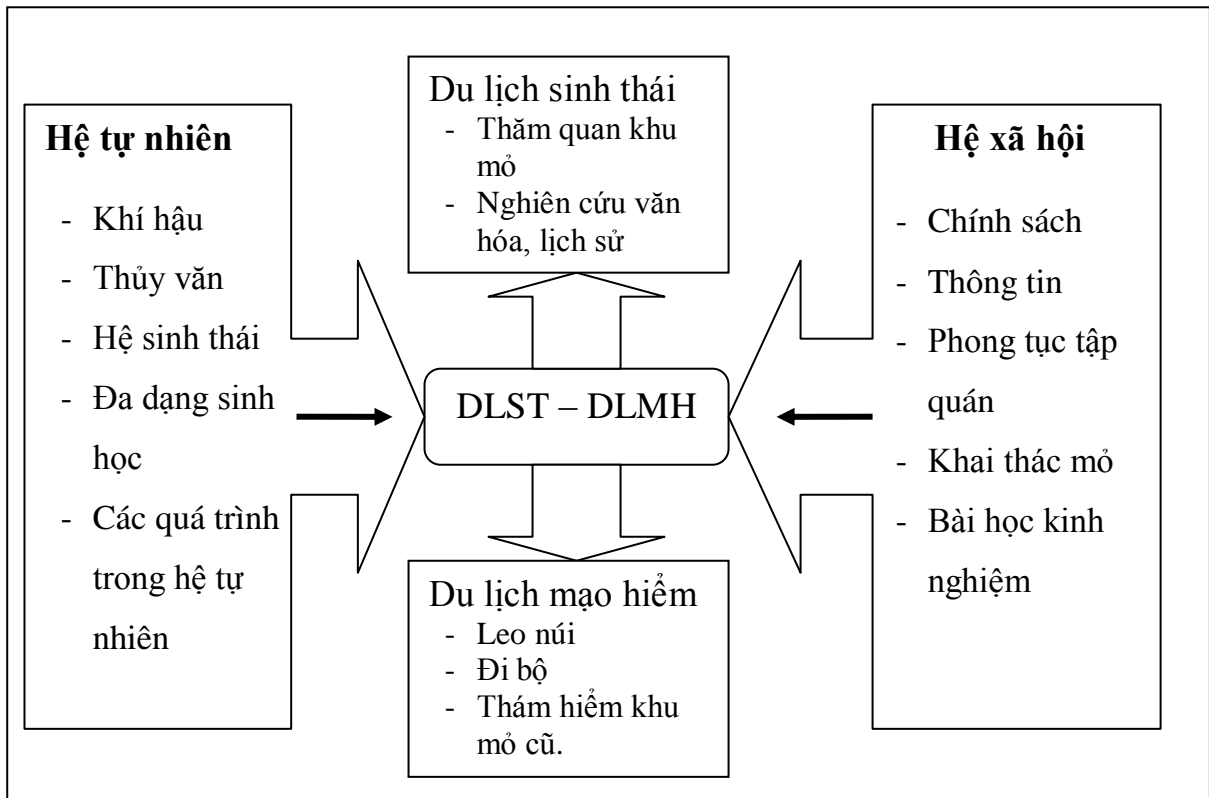 Hệ tự nhiên
- Khí hậu
- Thủy văn
- Hệ sinh thái
- Đa dạng sinh
học
- Các quá trình
trong hệ tự
nhiên
Du lịch sinh thái
- Thăm quan khu
mỏ
- Nghiên cứu văn
hóa, lịch sử
DLST – DLMH
Du lịch mạo hiểm
- Leo núi
- Đi bộ
- Thám hiểm khu
mỏ cũ.
Hệ xã hội
- Chính sách
- Thông tin
- Phong tục tập
quán
- Khai thác mỏ
- Bài học kinh
nghiệm